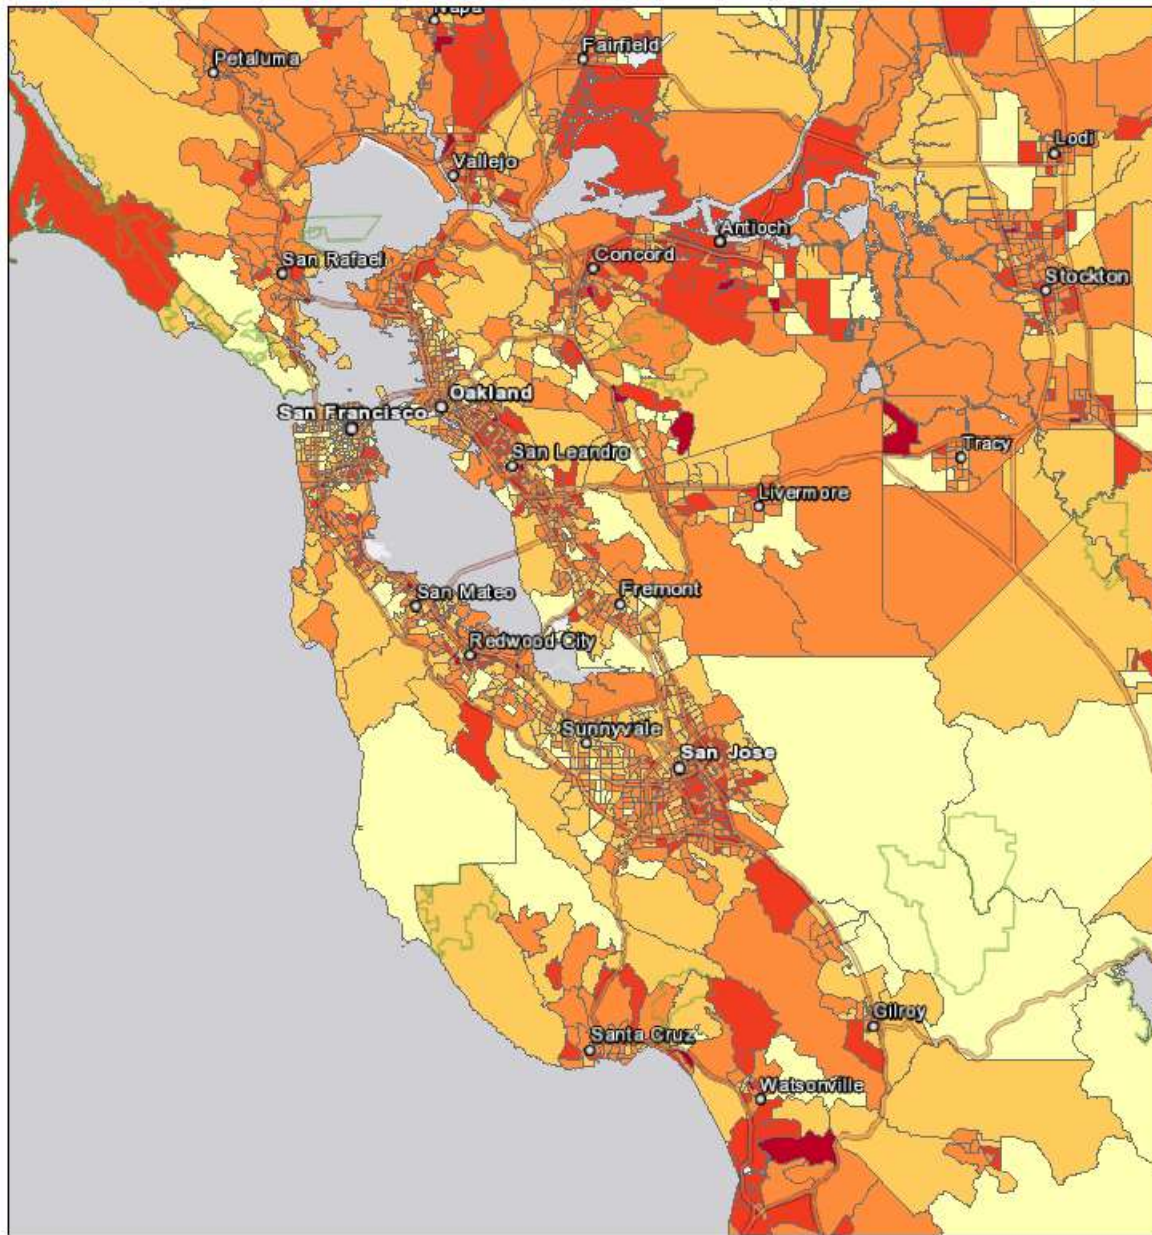 Napa
Fairfield
Petaluma
Lodi
Vallejo
Antioch
Concord
San Rafael
Stockton
Oakland
San Francisco
Tracy
San Leandro
Livermore
San Mateo
Fremont
Redwood City
Sunnyvale
San Jose
Gilroy
Santa Cruz
Watsonville